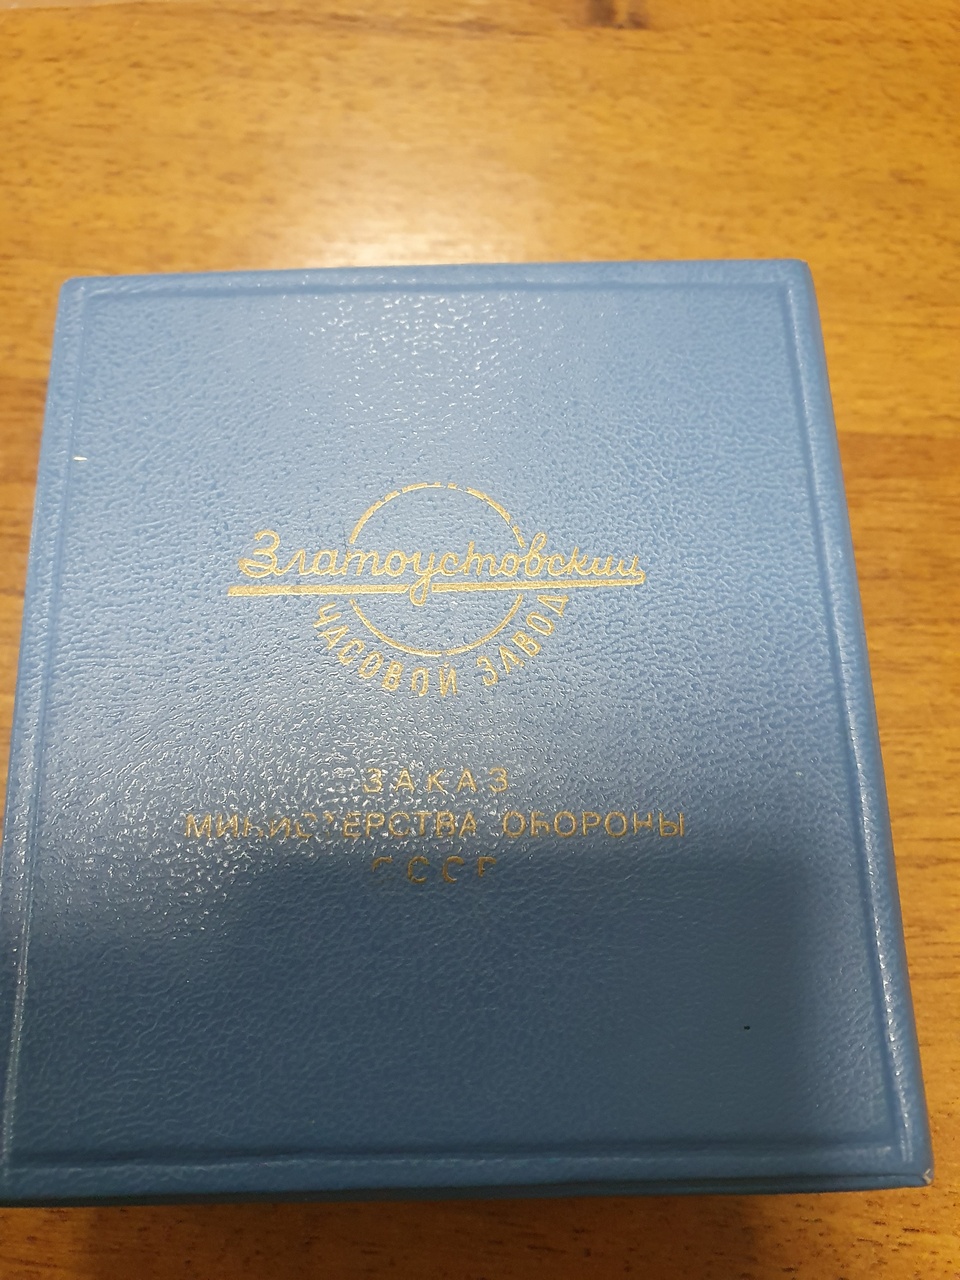 Златоустовский
ЧАСОВОЙ ЗАВОД
ЗАКАЗ
МИНИСТЕРСТВА ОБОРОНЫ
СССР